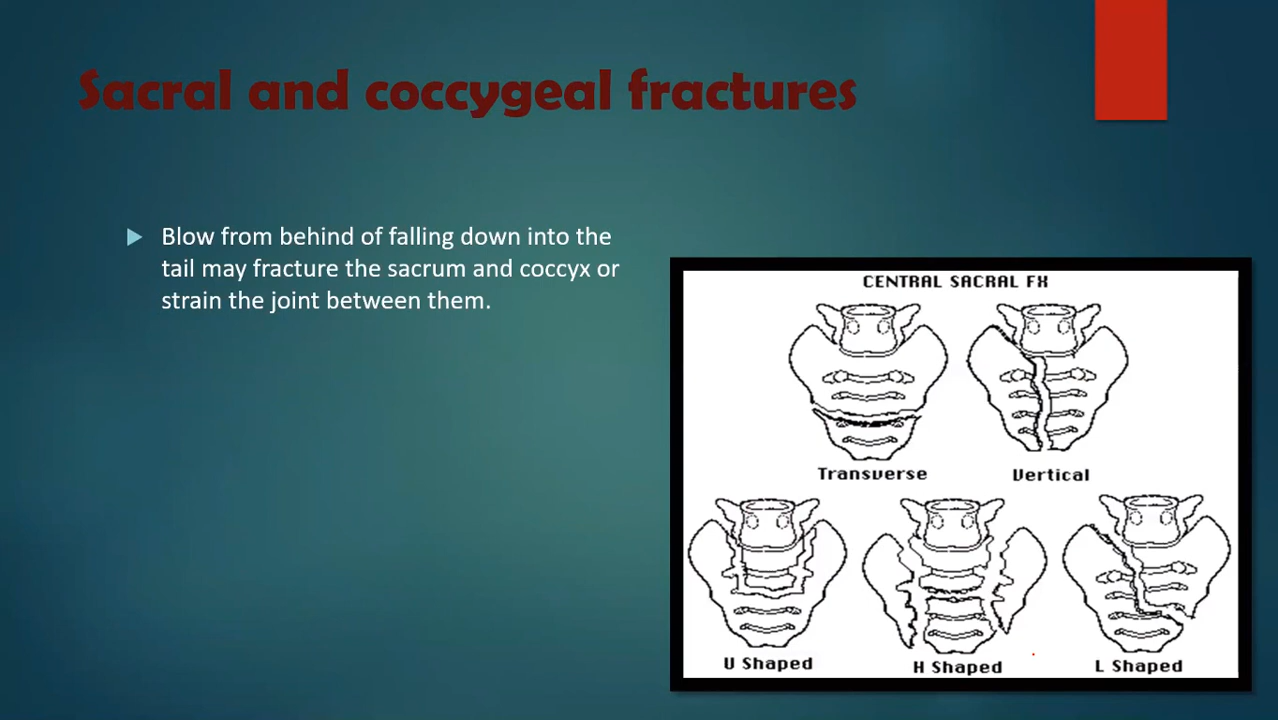 Sacral and coccygeal fractures
Blow from behind of falling down into the
tail may fracture the sacrum and coccyx or
strain the joint between them.
CENTRAL SACRAL FX
Transverse
Vertical
U Shaped
H Shaped
L Shaped